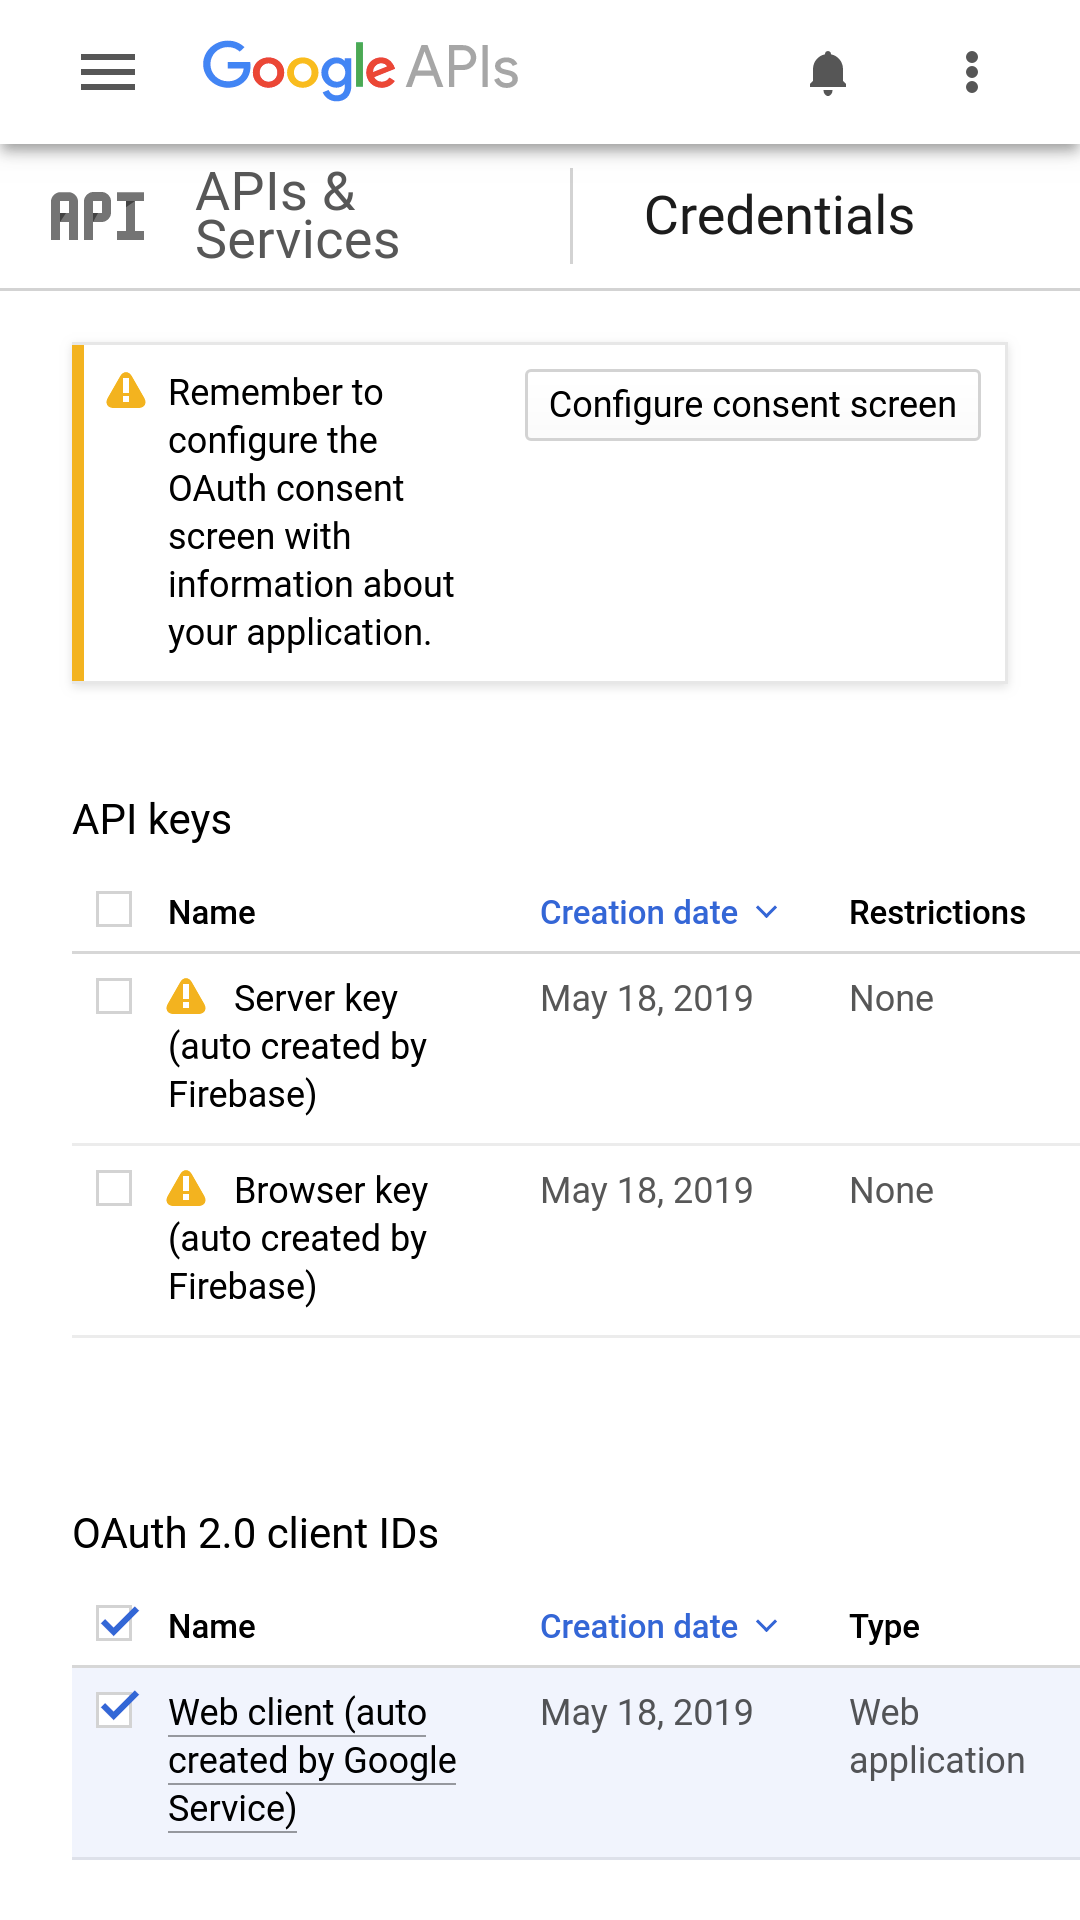 Google APIs
API
APIs &
Services
Credentials
Remember to
configure the
OAuth consent
screen with
information about
your application.
Configure consent screen
API keys
Name Creation date Restrictions
Server key May 18, 2019 None
(auto created by
Firebase)
Browser key May 18, 2019 None
(auto created by
Firebase)
OAuth 2.0 client IDs
Name Creation date Type
Web client (auto May 18, 2019 Web
created by Google application
Service)